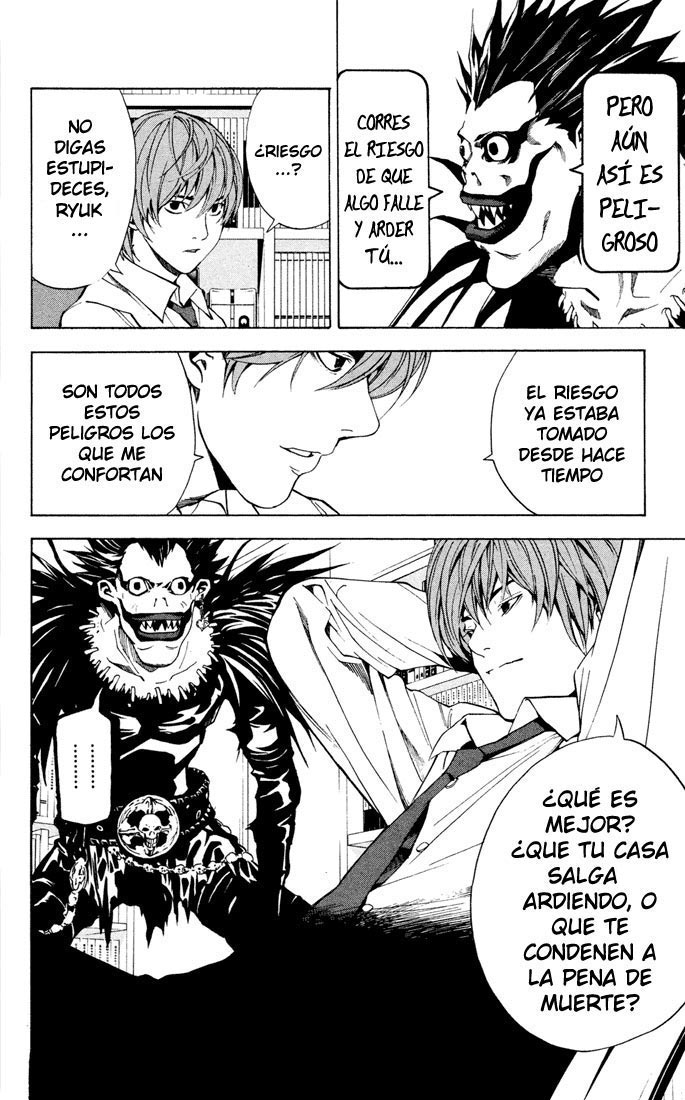 PERO
AÚN
ASÍ ES
PELI-
GROSO
CORRES
EL RIESGO
DE QUE
ALGO FALLE
Y ARDER
TÚ...
¿RIESGO
...?
NO
DIGAS
ESTUPI-
DECES,
RYUK
...
EL RIESGO
YA ESTABA
TOMADO
DESDE HACE
TIEMPO
SON TODOS
ESTOS
PELIGROS LOS
QUE ME
CONFORTAN
¿QUÉ ES
MEJOR?
¿QUE TU CASA
SALGA
ARDIENDO, O
QUE TE
CONDENEN A
LA PENA DE
MUERTE?
......